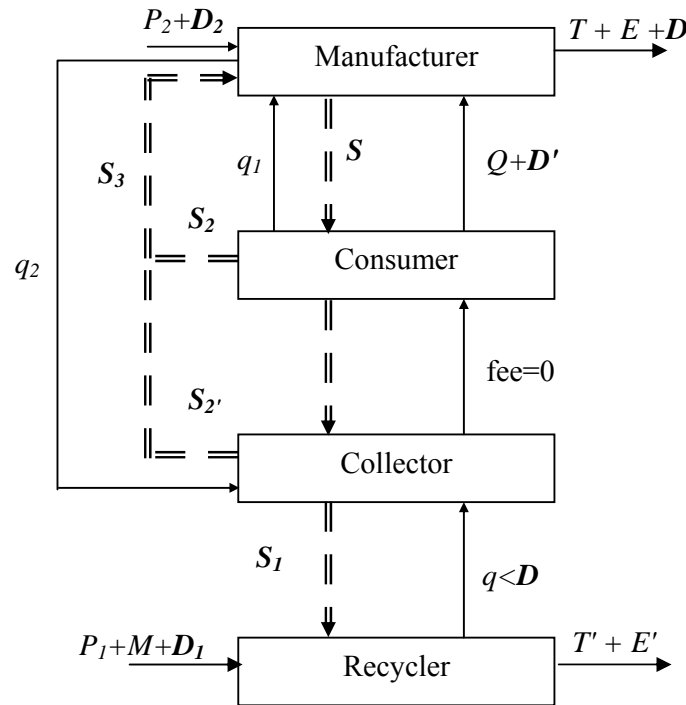 P₂+D₂
T + E +D
Manufacturer
S₃
q₁
S
Q+D'
S₂
q₂
Consumer
fee=0
S₂'
Collector
S₁
q<D
P₁+M+D₁
T' + E'
Recycler